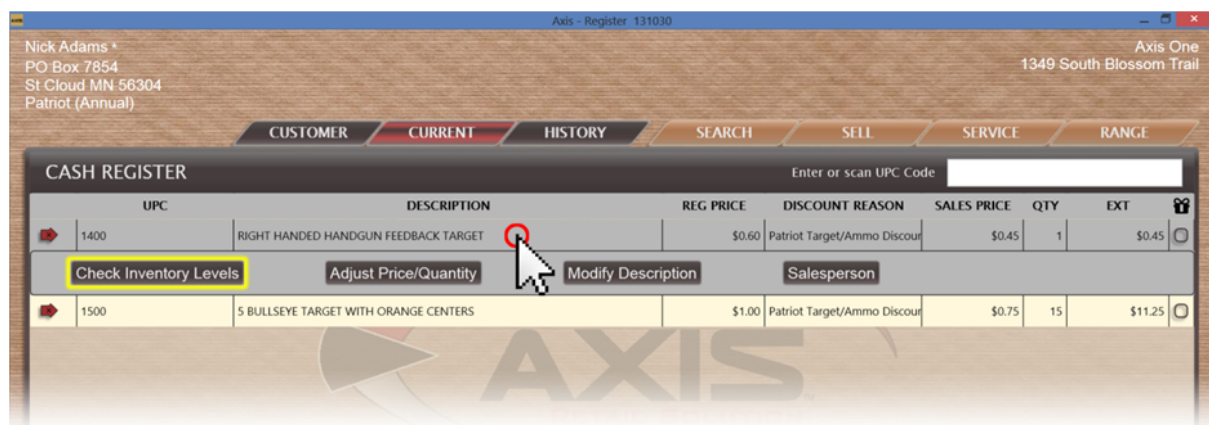 Axis - Register 131030
Nick Adams *
PO Box 7854
St Cloud MN 56304
Patriot (Annual)
Axis One
1349 South Blossom Trail
CUSTOMER CURRENT HISTORY SEARCH SELL SERVICE RANGE
CASH REGISTER Enter or scan UPC Code
UPC DESCRIPTION REG PRICE DISCOUNT REASON SALES PRICE QTY EXT
1400 RIGHT HANDED HANDGUN FEEDBACK TARGET $0.60 Patriot Target/Ammo Discour $0.45 1 $0.45
Check Inventory Levels Adjust Price/Quantity Modify Description Salesperson
1500 5 BULLSEYE TARGET WITH ORANGE CENTERS $1.00 Patriot Target/Ammo Discour $0.75 15 $11.25
AXIS